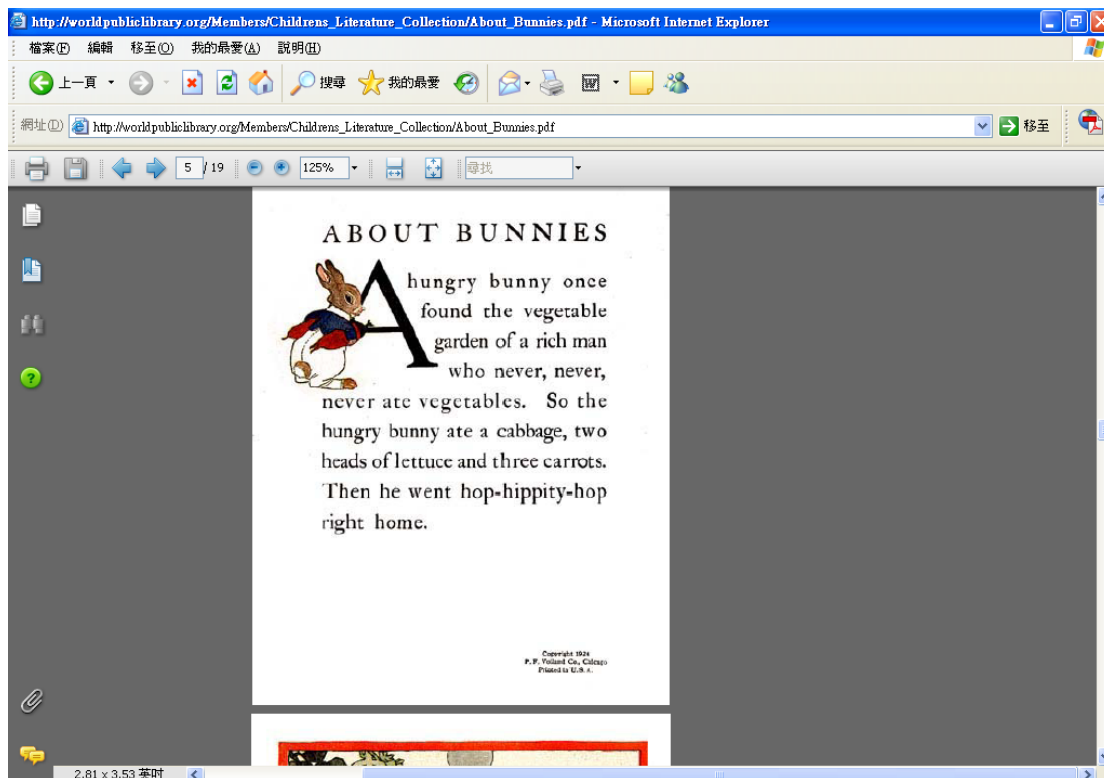 http://worldpubliclibrary.org/Members/Childrens_Literature_Collection/About_Bunnies.pdf - Microsoft Internet Explorer
檔案(F) 編輯 移至(O) 我的最愛(A) 說明(H)
上一頁 搜尋 我的最愛
網址(D) http://worldpubliclibrary.org/Members/Childrens_Literature_Collection/About_Bunnies.pdf 移至
5 / 19 125% 尋找
ABOUT BUNNIES
A hungry bunny once
found the vegetable
garden of a rich man
who never, never,
never ate vegetables. So the
hungry bunny ate a cabbage, two
heads of lettuce and three carrots.
Then he went hop-hippity-hop
right home.
Copyright 1924
P. F. Volland Co., Chicago
Printed in U.S.A.
2.81 x 3.53 英吋